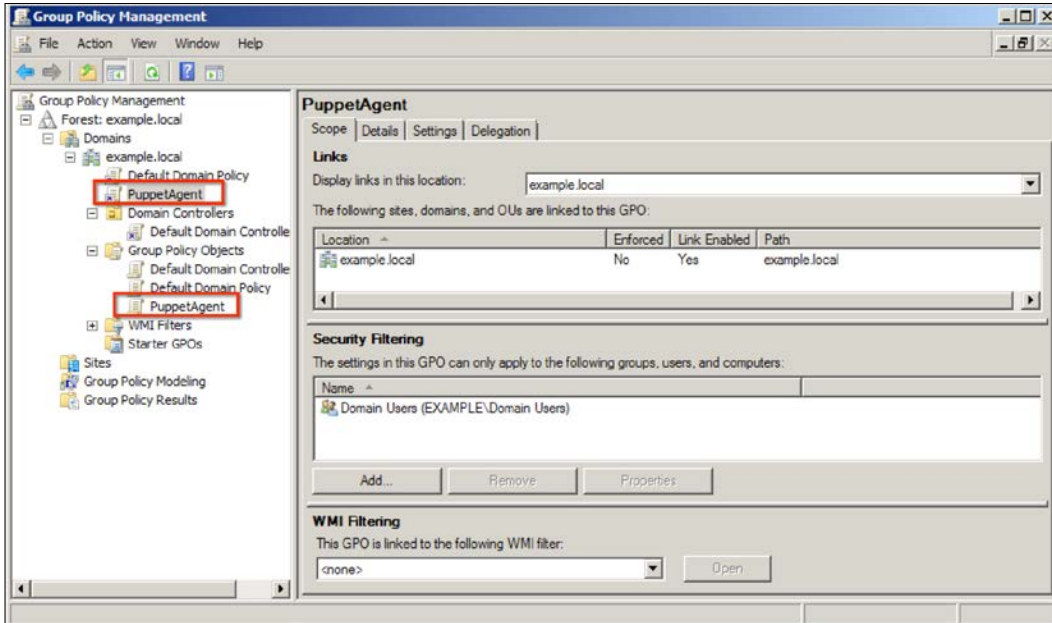 Group Policy Management
File Action View Window Help
Group Policy Management
Forest: example.local
Domains
example.local
Default Domain Policy
PuppetAgent
Domain Controllers
Default Domain Controlle
Group Policy Objects
Default Domain Controlle
Default Domain Policy
PuppetAgent
WMI Filters
Starter GPOs
Sites
Group Policy Modeling
Group Policy Results
PuppetAgent
Scope Details Settings Delegation
Links
Display links in this location: example.local
The following sites, domains, and OUs are linked to this GPO:
Location Enforced Link Enabled Path
example.local No Yes example.local
Security Filtering
The settings in this GPO can only apply to the following groups, users, and computers:
Name
Domain Users (EXAMPLE\Domain Users)
Add... Remove Properties
WMI Filtering
This GPO is linked to the following WMI filter:
<none> Open